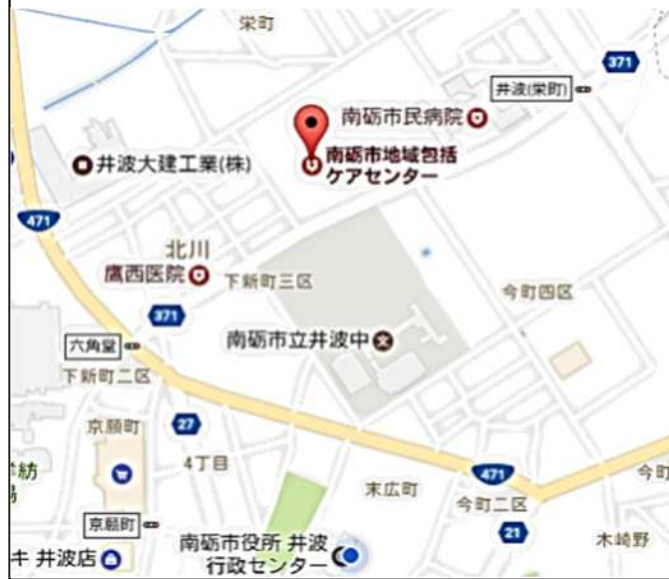 栄町
371
井波(栄町)
南砺市民病院
南砺市地域包括
ケアセンター
井波大建工業(株)
471
北川
鷹西医院
下新町三区
今町四区
371
南砺市立井波中
六角堂
下新町二区
京願町
27
4丁目
471
今町
末広町
今町二区
京願町
21
木崎野
南砺市役所 井波
行政センター
キ 井波店